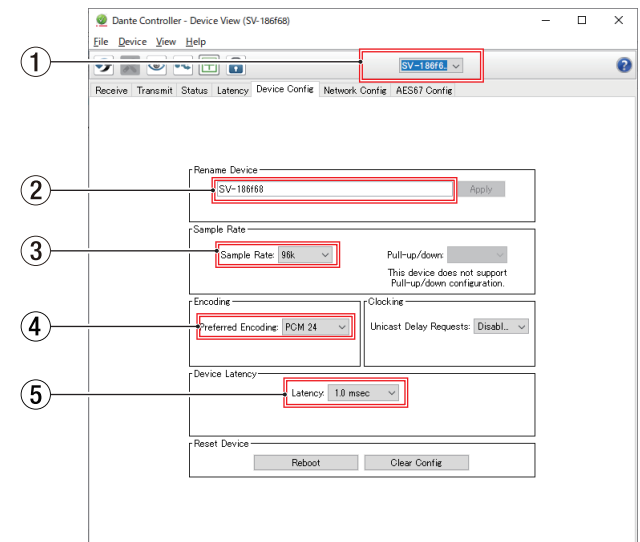 Dante Controller - Device View (SV-186f68)
File Device View Help
1
SV-186f6..
?
Receive Transmit Status Latency Device Config Network Config AES67 Config
Rename Device
2
SV-186f68
Apply
Sample Rate
3
Sample Rate: 96k
Pull-up/down:
This device does not support
Pull-up/down configuration.
Encoding
Clocking
4
Preferred Encoding: PCM 24
Unicast Delay Requests: Disabl...
Device Latency
5
Latency: 1.0 msec
Reset Device
Reboot
Clear Config